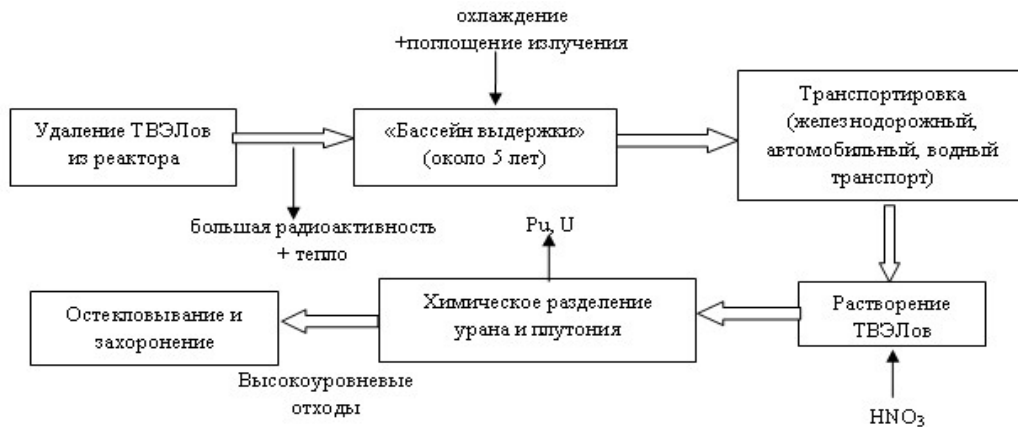 охлаждение
+поглощение излучения
Удаление ТВЭЛов
из реактора
«Бассейн выдержки»
(около 5 лет)
Транспортировка
(железнодорожный,
автомобильный, водный
транспорт)
большая радиоактивность
+ тепло
Pu, U
Остекловывание и
захоронение
Химическое разделение
урана и плутония
Растворение
ТВЭЛов
Высокоуровневые
отходы
HNO₃